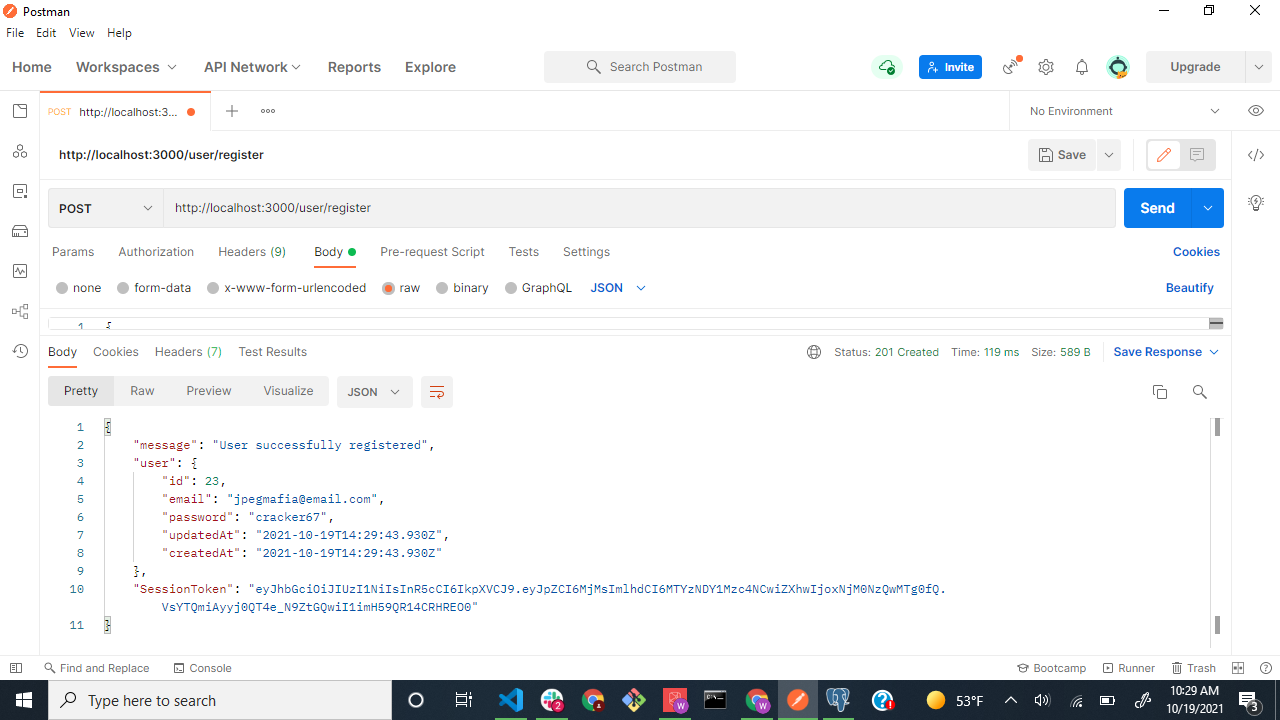 Postman
File Edit View Help
Home Workspaces API Network Reports Explore Search Postman Invite Upgrade
POST http://localhost:3... No Environment
http://localhost:3000/user/register Save
POST http://localhost:3000/user/register Send
Params Authorization Headers (9) Body Pre-request Script Tests Settings Cookies
none form-data x-www-form-urlencoded raw binary GraphQL JSON Beautify
1 {
Body Cookies Headers (7) Test Results Status: 201 Created Time: 119 ms Size: 589 B Save Response
Pretty Raw Preview Visualize JSON
1 {
2 "message": "User successfully registered",
3 "user": {
4 "id": 23,
5 "email": "jpegmafia@email.com",
6 "password": "cracker67",
7 "updatedAt": "2021-10-19T14:29:43.930Z",
8 "createdAt": "2021-10-19T14:29:43.930Z"
9 },
10 "SessionToken": "eyJhbGciOiJIUzI1NiIsInR5cCI6IkpXVCJ9.eyJpZCI6MjMsImlhdCI6MTYzNDY1Mzc4NCwiZXhwIjoxNjM0NzQwMTg0fQ.
VsYTQmiAyyj0QT4e_N9ZtGQwiI1imH59QR14CRHREO0"
11 }
Find and Replace Console Bootcamp Runner Trash
Type here to search 2 W W 53°F 10:29 AM
10/19/2021 3